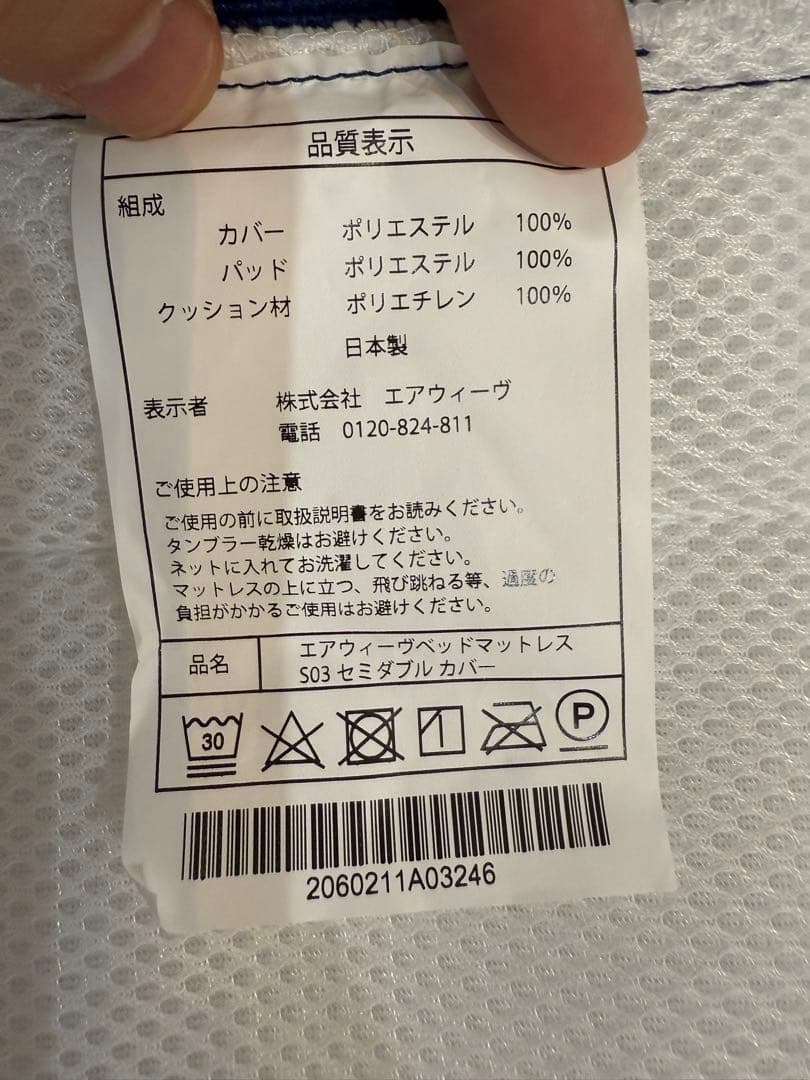 品質表示
組成
カバー ポリエステル 100%
パッド ポリエステル 100%
クッション材 ポリエチレン 100%
日本製
表示者 株式会社 エアウィーヴ
電話 0120-824-811
ご使用上の注意
ご使用の前に取扱説明書をお読みください。
タンブラー乾燥はお避けください。
ネットに入れてお洗濯してください。
マットレスの上に立つ、飛び跳ねる等、過度の
負担がかかるご使用はお避けください。
品名 エアウィーヴベッドマットレス
S03 セミダブル カバー
30 P
2060211A03246